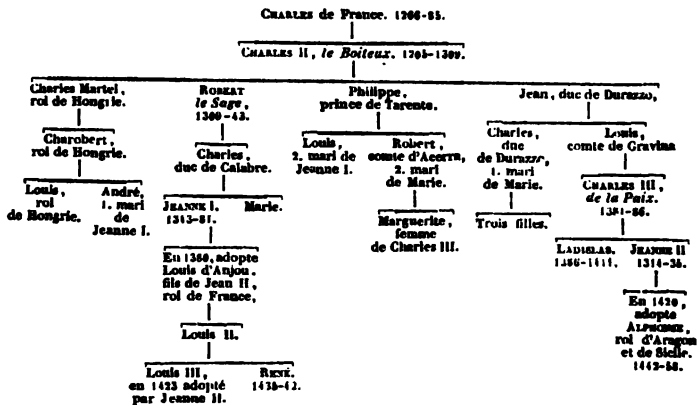 CHARLES de France. 1266-85.
CHARLES II, le Boiteux. 1285-1309.
Charles Martel,
roi de Hongrie.
Charobert,
roi de Hongrie.
Louis,
roi
de Hongrie.
André,
1. mari
de
Jeanne I.
ROBERT
le Sage,
1309-43.
Charles,
duc de Calabre.
JEANNE I.
1343-81.
Marie.
En 1380, adopte
Louis d'Anjou,
fils de Jean II,
roi de France,
Louis II.
Louis III,
en 1423 adopté
par Jeanne II.
RENÉ.
1435-42.
Philippe,
prince de Tarente.
Louis,
2. mari de
Jeanne I.
Robert,
comte d'Acerra,
2. mari
de Marie.
Marguerite,
femme
de Charles III.
Jean, duc de Durazzo,
Charles,
duc
de Durazzo,
1. mari
de Marie.
Trois filles.
Louis,
comte de Gravina
CHARLES III,
de la Paix.
1381-86.
LADISLAS.
1386-1414.
JEANNE II
1314-35.
En 1420,
adopte
ALPHONSE,
roi d'Aragon
et de Sicile.
1442-58.